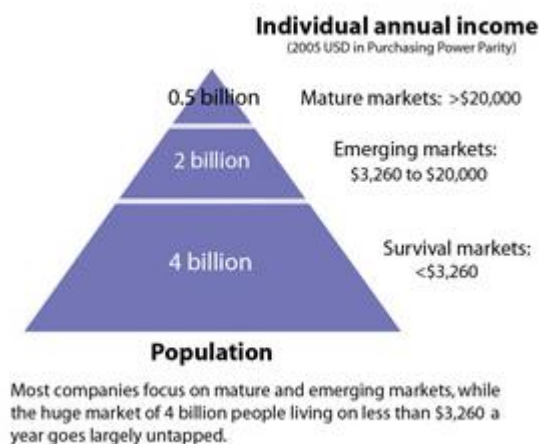 Individual annual income
(2005 USD in Purchasing Power Parity)
0.5 billion
Mature markets: >$20,000
2 billion
Emerging markets:
$3,260 to $20,000
4 billion
Survival markets:
<$3,260
Population
Most companies focus on mature and emerging markets, while
the huge market of 4 billion people living on less than $3,260 a
year goes largely untapped.